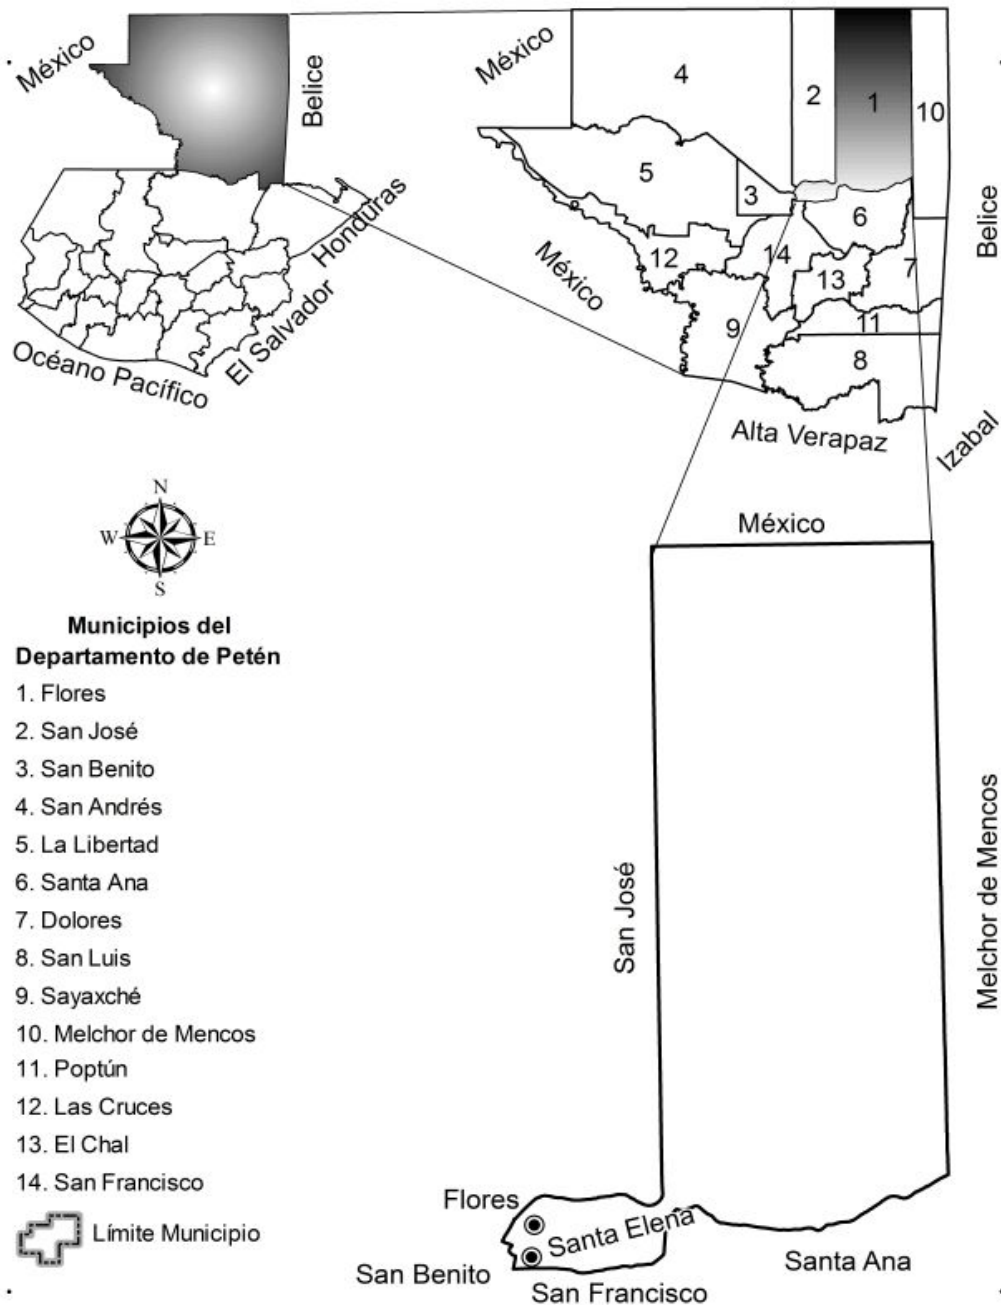 México
Belice
Honduras
El Salvador
Océano Pacífico
México
4
2
1
10
5
3
6
Belice
México
12
14
13
7
9
11
8
Alta Verapaz
Izabal
N
W
E
S
México
Municipios del
Departamento de Petén
1. Flores
2. San José
3. San Benito
4. San Andrés
5. La Libertad
6. Santa Ana
7. Dolores
8. San Luis
9. Sayaxché
10. Melchor de Mencos
11. Poptún
12. Las Cruces
13. El Chal
14. San Francisco
Límite Municipio
San José
Melchor de Mencos
Flores
Santa Elena
Santa Ana
San Benito
San Francisco